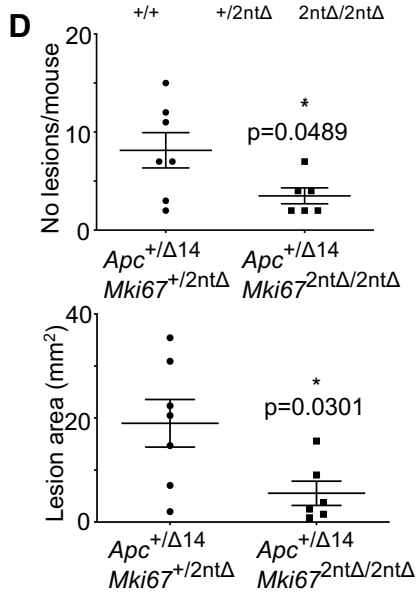 D
+/+ +/2ntΔ 2ntΔ/2ntΔ
No lesions/mouse
20
10
0
*
p=0.0489
Apc+/Δ14 Apc+/Δ14
Mki67+/2ntΔ Mki672ntΔ/2ntΔ
Lesion area (mm2)
40
20
0
*
p=0.0301
Apc+/Δ14 Apc+/Δ14
Mki67+/2ntΔ Mki672ntΔ/2ntΔ